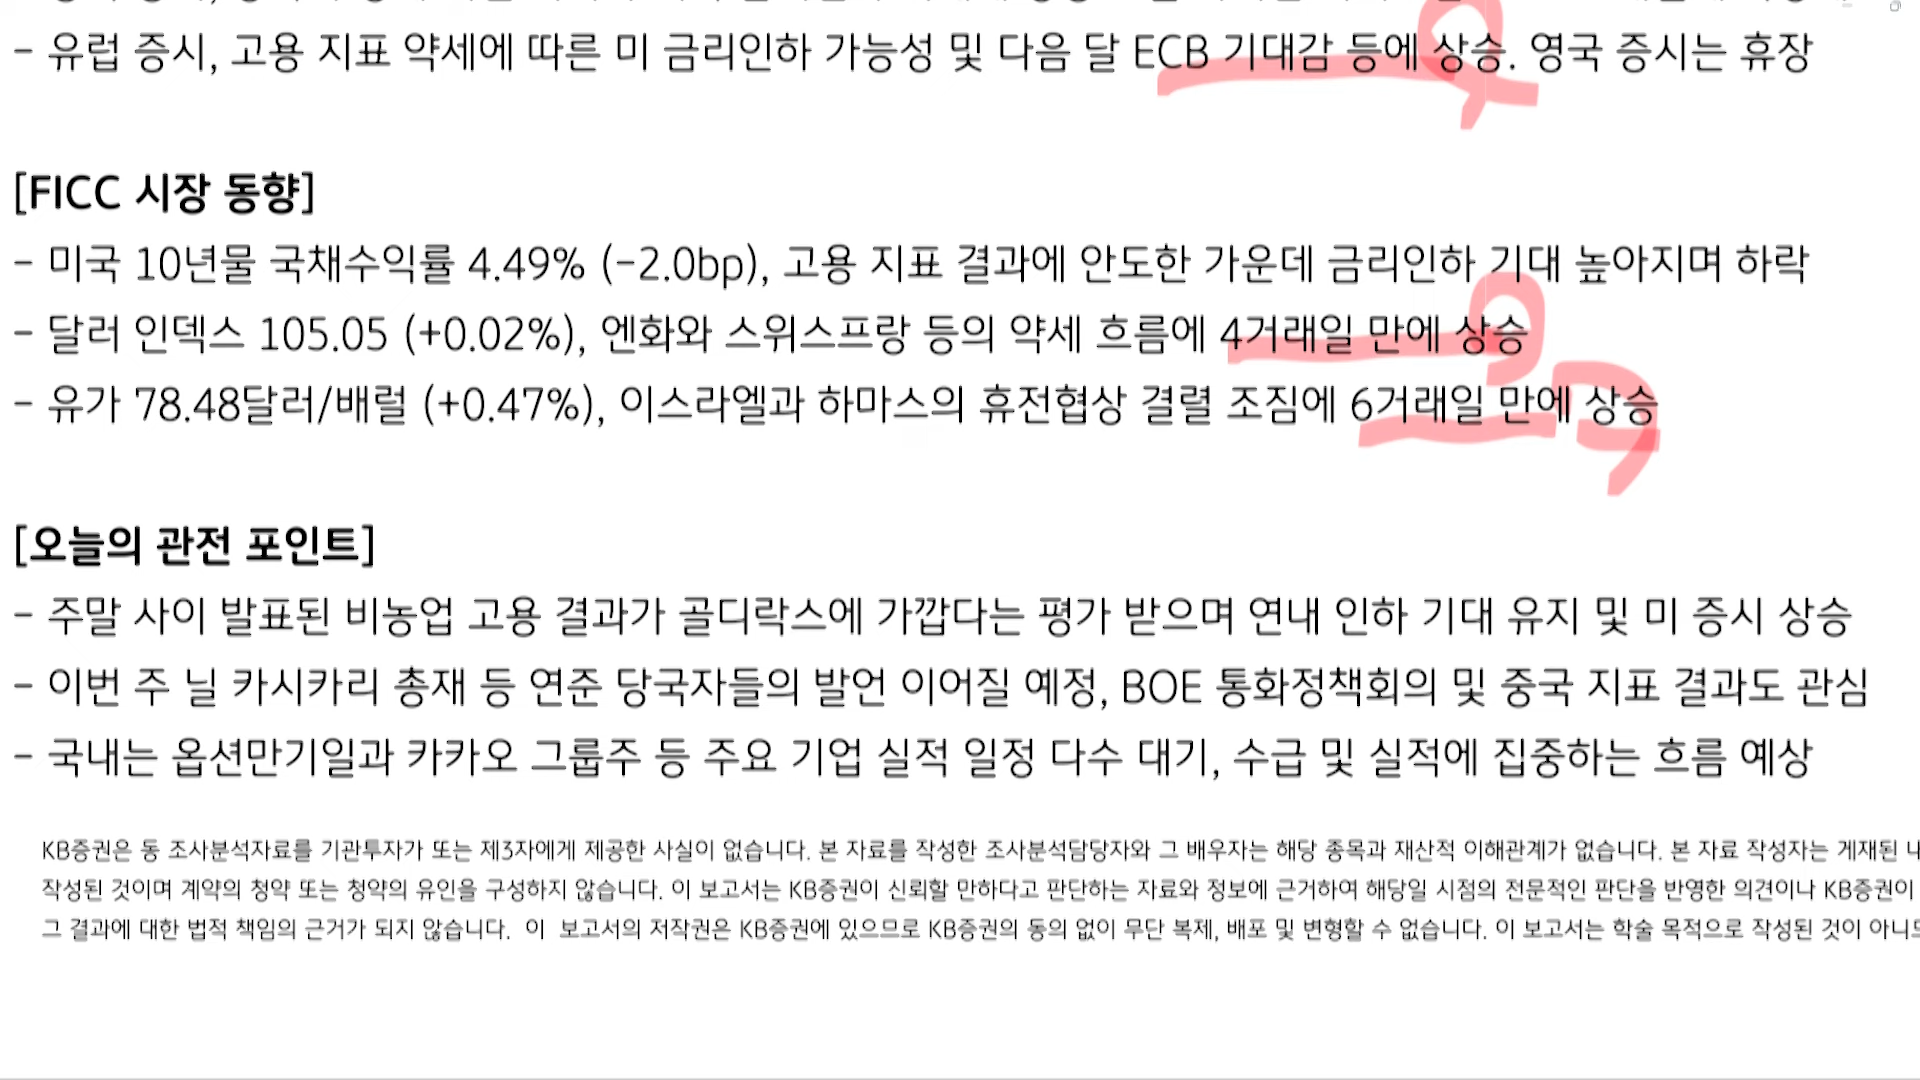 - 유럽 증시, 고용 지표 약세에 따른 미 금리인하 가능성 및 다음 달 ECB 기대감 등에 상승. 영국 증시는 휴장
[FICC 시장 동향]
- 미국 10년물 국채수익률 4.49% (-2.0bp), 고용 지표 결과에 안도한 가운데 금리인하 기대 높아지며 하락
- 달러 인덱스 105.05 (+0.02%), 엔화와 스위스프랑 등의 약세 흐름에 4거래일 만에 상승
- 유가 78.48달러/배럴 (+0.47%), 이스라엘과 하마스의 휴전협상 결렬 조짐에 6거래일 만에 상승
[오늘의 관전 포인트]
- 주말 사이 발표된 비농업 고용 결과가 골디락스에 가깝다는 평가 받으며 연내 인하 기대 유지 및 미 증시 상승
- 이번 주 닐 카시카리 총재 등 연준 당국자들의 발언 이어질 예정, BOE 통화정책회의 및 중국 지표 결과도 관심
- 국내는 옵션만기일과 카카오 그룹주 등 주요 기업 실적 일정 다수 대기, 수급 및 실적에 집중하는 흐름 예상
KB증권은 동 조사분석자료를 기관투자가 또는 제3자에게 제공한 사실이 없습니다. 본 자료를 작성한 조사분석담당자와 그 배우자는 해당 종목과 재산적 이해관계가 없습니다. 본 자료 작성자는 게재된
작성된 것이며 계약의 청약 또는 청약의 유인을 구성하지 않습니다. 이 보고서는 KB증권이 신뢰할 만하다고 판단하는 자료와 정보에 근거하여 해당일 시점의 전문적인 판단을 반영한 의견이나 KB증권이
그 결과에 대한 법적 책임의 근거가 되지 않습니다. 이 보고서의 저작권은 KB증권에 있으므로 KB증권의 동의 없이 무단 복제, 배포 및 변형할 수 없습니다. 이 보고서는 학술 목적으로 작성된 것이